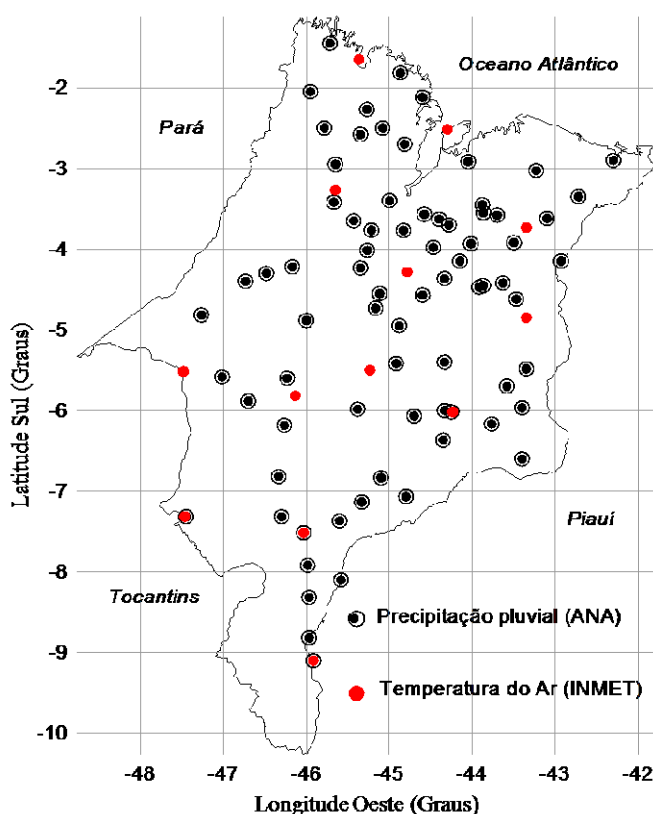 Oceano Atlântico
-2
Pará
-3
-4
-5
-6
-7
Piauí
-8
Tocantins
Precipitação pluvial (ANA)
-9
Temperatura do Ar (INMET)
-10
Latitude Sul (Graus)
-48 -47 -46 -45 -44 -43 -42
Longitude Oeste (Graus)